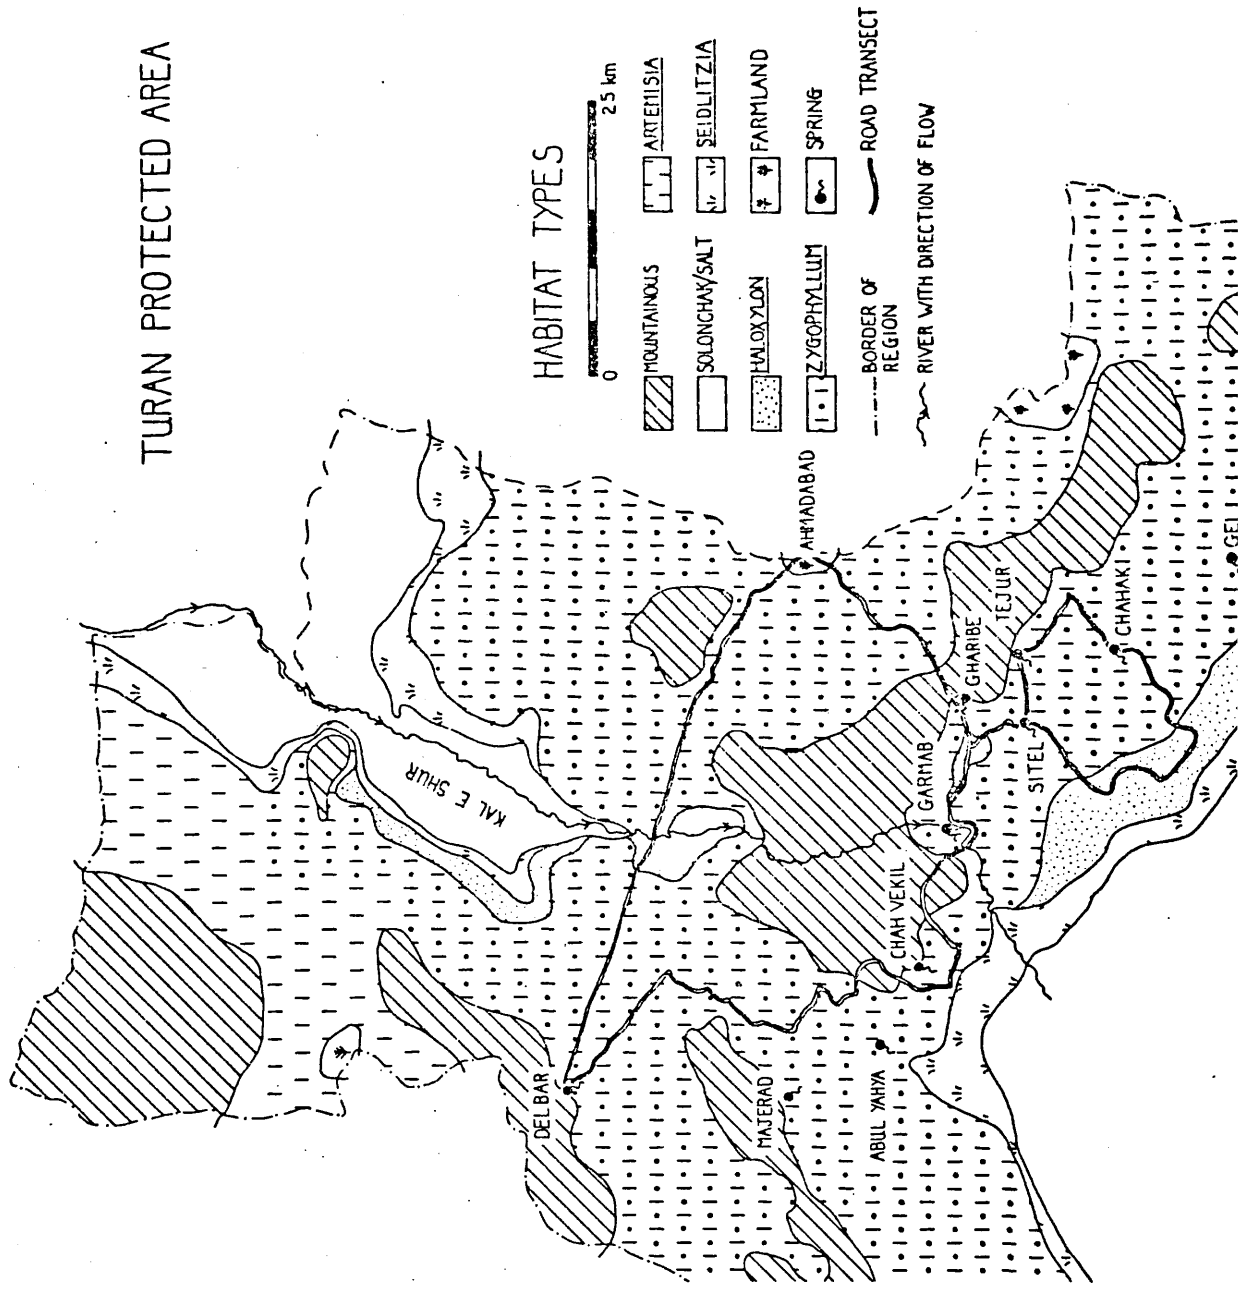 TURAN PROTECTED AREA
HABITAT TYPES
0
25 km
MOUNTAINOUS
ARTEMISIA
SOLONCHAK/SALT
SEIDLITZIA
HALOXYLON
FARMLAND
ZYGOPHYLLUM
SPRING
BORDER OF
REGION
ROAD TRANSECT
RIVER WITH DIRECTION OF FLOW
KAL E SHUR
DELBAR
MAJERAD
ABUL YAHYA
CHAH VEKIL
GARMAB
SITEL
GHARIBE
TEJUR
AHMADABAD
CHAHAKI
GEL